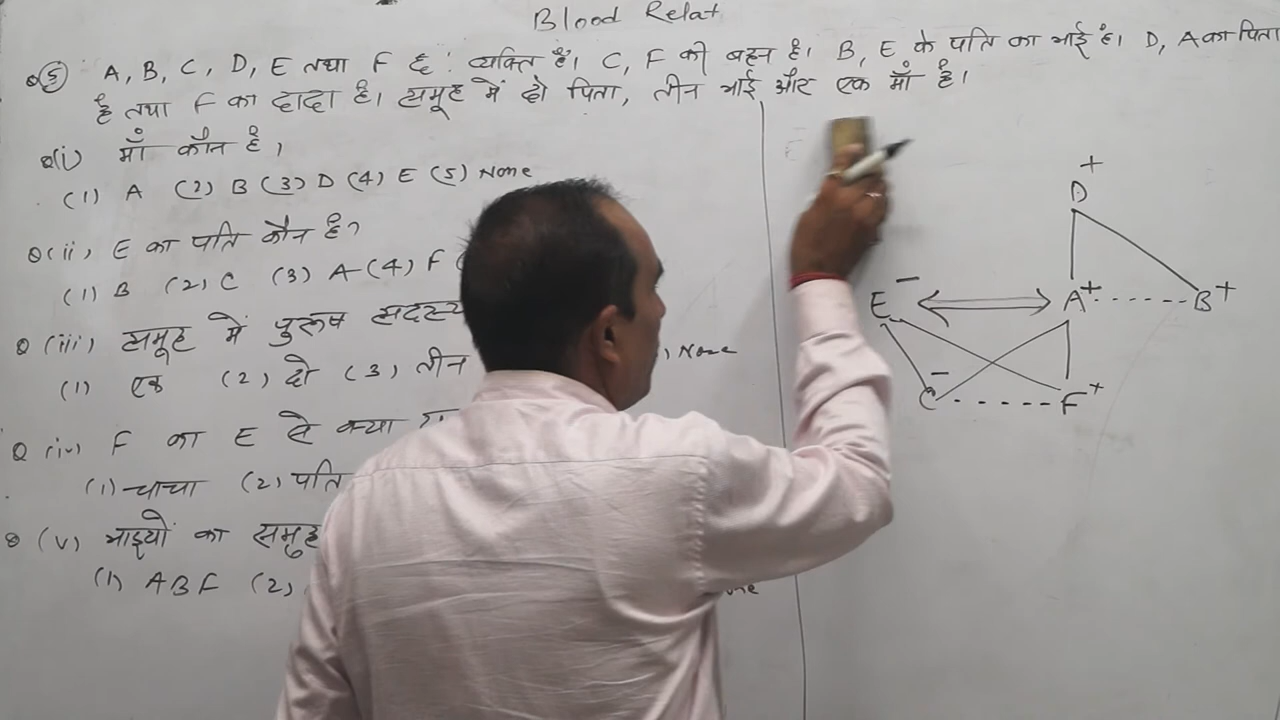 Blood Relat
Q(6) A, B, C, D, E तथा F छ: व्यक्ति हैं। C, F की बहन है। B, E के पति का भाई है। D, A का पिता
है तथा F का दादा है। समूह में दो पिता, तीन भाई और एक माँ है।
Q(i) माँ कौन है,
(1) A (2) B (3) D (4) E (5) None
Q(ii) E का पति कौन है?
(1) B (2) C (3) A (4) F
Q(iii) समूह में पुरूष सदस्य
(1) एक (2) दो (3) तीन ) None
Q(iv) F का E से क्या
(1) चाचा (2) पति
Q(v) भाइयों का समुह
(1) ABF (2)
D+
E- A+ B+
C- F+